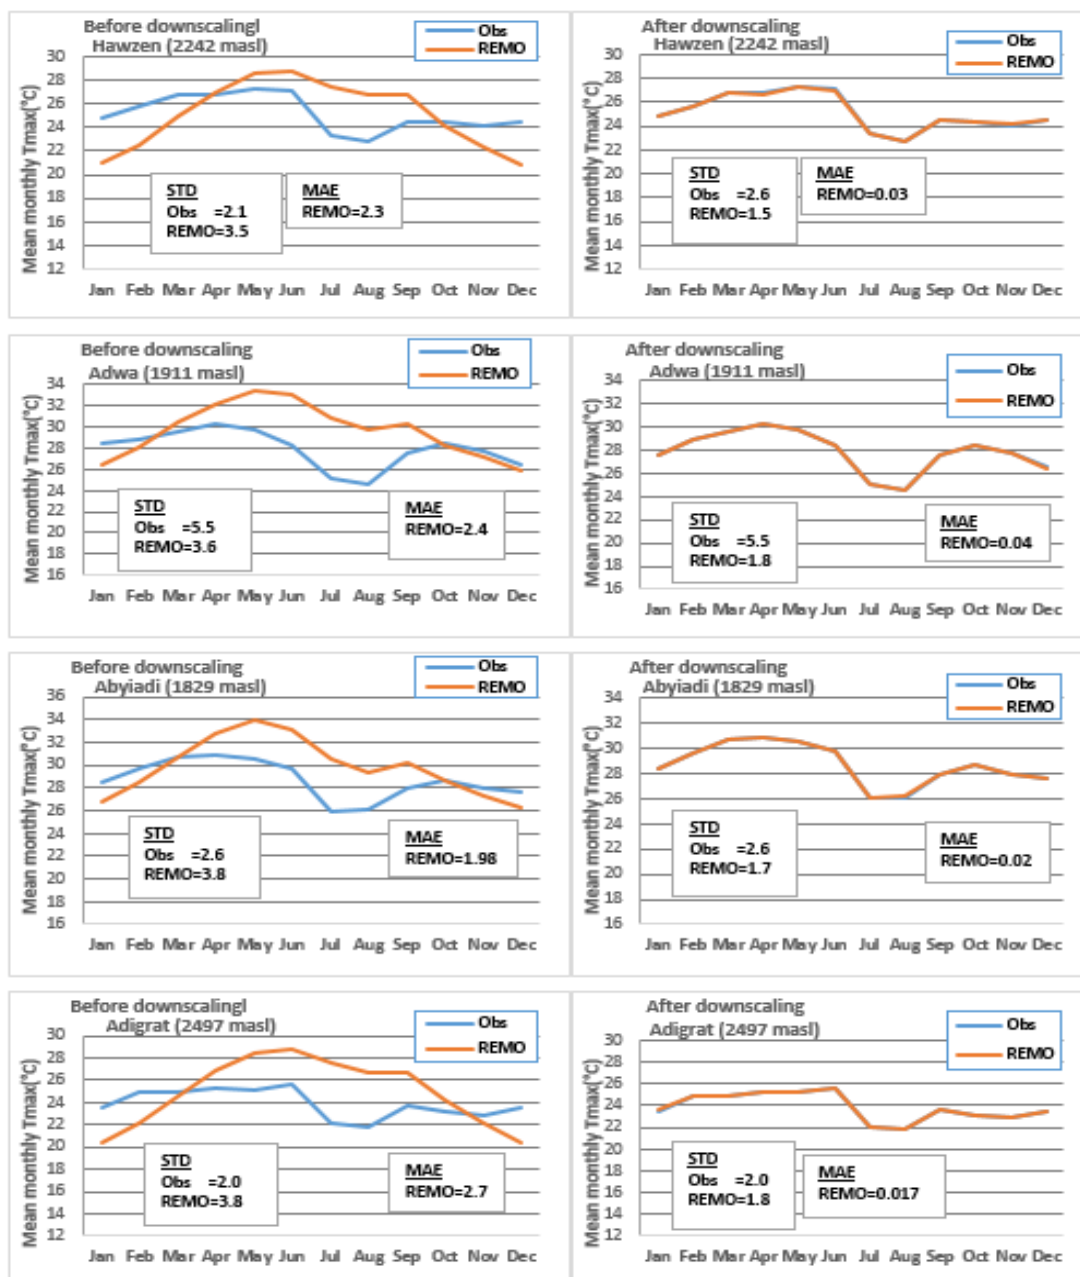 Before downscalingl
Hawzen (2242 masl)
Obs
REMO
Mean monthly Tmax(°C)
30
28
26
24
22
20
18
16
14
12
STD
Obs =2.1
REMO=3.5
MAE
REMO=2.3
Jan Feb Mar Apr May Jun Jul Aug Sep Oct Nov Dec
After downscaling
Hawzen (2242 masl)
Obs
REMO
Mean monthly Tmax(°C)
30
28
26
24
22
20
18
16
14
12
STD
Obs =2.6
REMO=1.5
MAE
REMO=0.03
Jan Feb Mar Apr May Jun Jul Aug Sep Oct Nov Dec
Before downscaling
Adwa (1911 masl)
Obs
REMO
Mean monthly Tmax(°C)
34
32
30
28
26
24
22
20
18
16
STD
Obs =5.5
REMO=3.6
MAE
REMO=2.4
Jan Feb Mar Apr May Jun Jul Aug Sep Oct Nov Dec
After downscaling
Adwa (1911 masl)
Obs
REMO
Mean monthly Tmax(°C)
34
32
30
28
26
24
22
20
18
16
STD
Obs =5.5
REMO=1.8
MAE
REMO=0.04
Jan Feb Mar Apr May Jun Jul Aug Sep Oct Nov Dec
Before downscaling
Abyiadi (1829 masl)
Obs
REMO
Mean monthly Tmax(°C)
36
34
32
30
28
26
24
22
20
18
16
STD
Obs =2.6
REMO=3.8
MAE
REMO=1.98
Jan Feb Mar Apr May Jun Jul Aug Sep Oct Nov Dec
After downscaling
Abyiadi (1829 masl)
Obs
REMO
Mean monthly Tmax(°C)
34
32
30
28
26
24
22
20
18
16
STD
Obs =2.6
REMO=1.7
MAE
REMO=0.02
Jan Feb Mar Apr May Jun Jul Aug Sep Oct Nov Dec
Before downscalingl
Adigrat (2497 masl)
Obs
REMO
Mean monthly Tmax(°C)
30
28
26
24
22
20
18
16
14
12
STD
Obs =2.0
REMO=3.8
MAE
REMO=2.7
Jan Feb Mar Apr May Jun Jul Aug Sep Oct Nov Dec
After downscaling
Adigrat (2497 masl)
Obs
REMO
Mean monthly Tmax(°C)
30
28
26
24
22
20
18
16
14
12
STD
Obs =2.0
REMO=1.8
MAE
REMO=0.017
Jan Feb Mar Apr May Jun Jul Aug Sep Oct Nov Dec